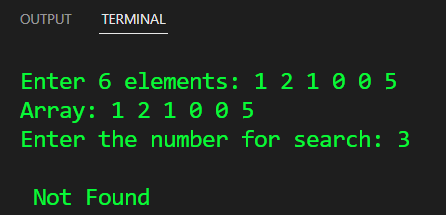 OUTPUT TERMINAL
Enter 6 elements: 1 2 1 0 0 5
Array: 1 2 1 0 0 5
Enter the number for search: 3
Not Found